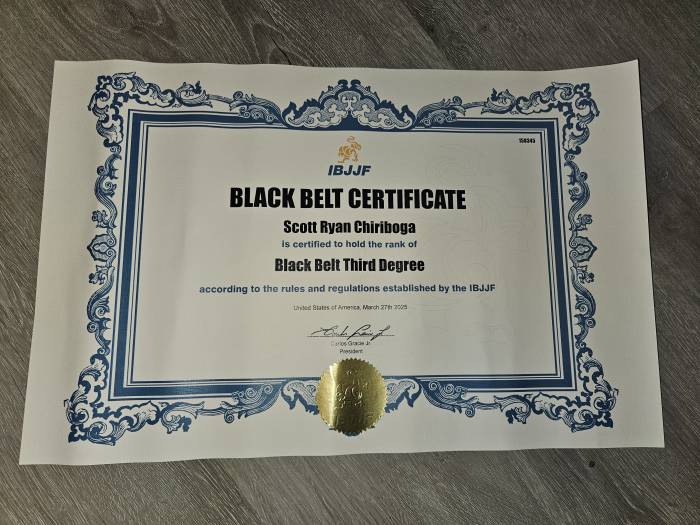 150345
IBJJF
BLACK BELT CERTIFICATE
Scott Ryan Chiriboga
is certified to hold the rank of
Black Belt Third Degree
according to the rules and regulations established by the IBJJF
United States of America, March 27th 2025
Carlos Gracie Jr.
President